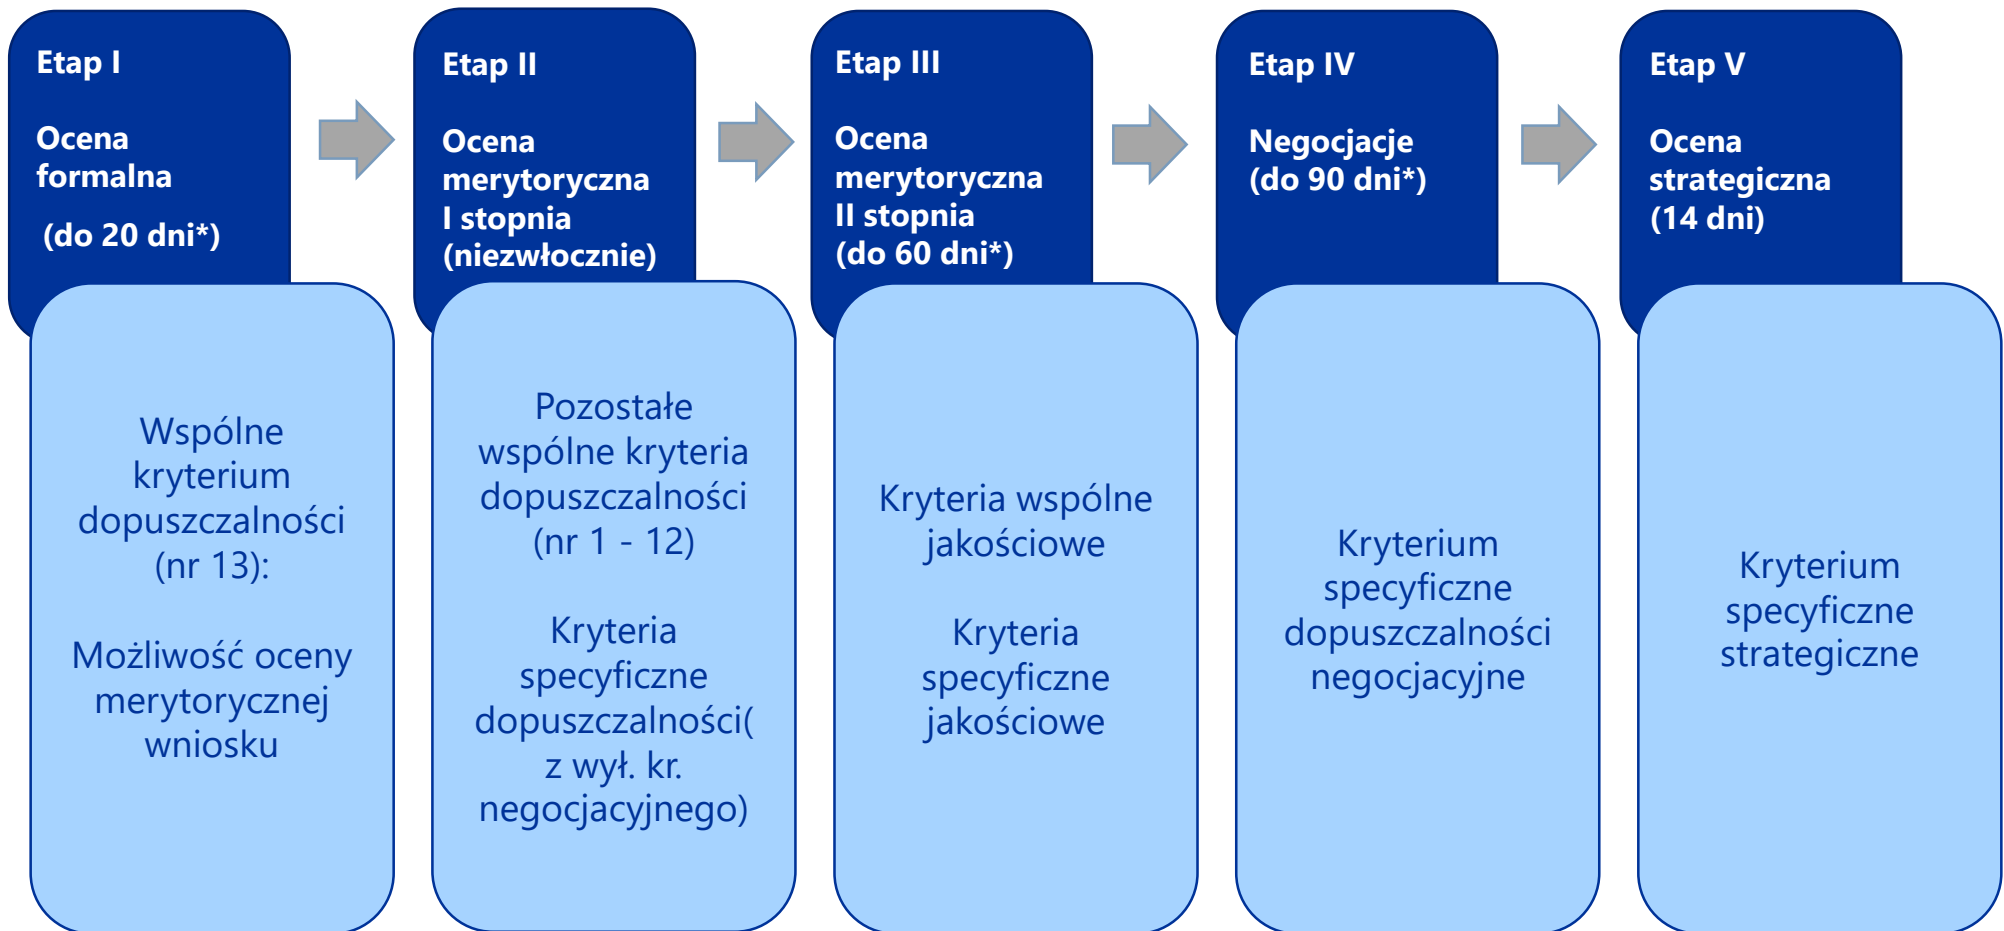 Etap I
Ocena
formalna
(do 20 dni*)
Wspólne
kryterium
dopuszczalności
(nr 13):
Możliwość oceny
merytorycznej
wniosku
Etap II
Ocena
merytoryczna
I stopnia
(niezwłocznie)
Pozostałe
wspólne kryteria
dopuszczalności
(nr 1 - 12)
Kryteria
specyficzne
dopuszczalności(
z wył. kr.
negocjacyjnego)
Etap III
Ocena
merytoryczna
II stopnia
(do 60 dni*)
Kryteria wspólne
jakościowe
Kryteria
specyficzne
jakościowe
Etap IV
Negocjacje
(do 90 dni*)
Kryterium
specyficzne
dopuszczalności
negocjacyjne
Etap V
Ocena
strategiczna
(14 dni)
Kryterium
specyficzne
strategiczne